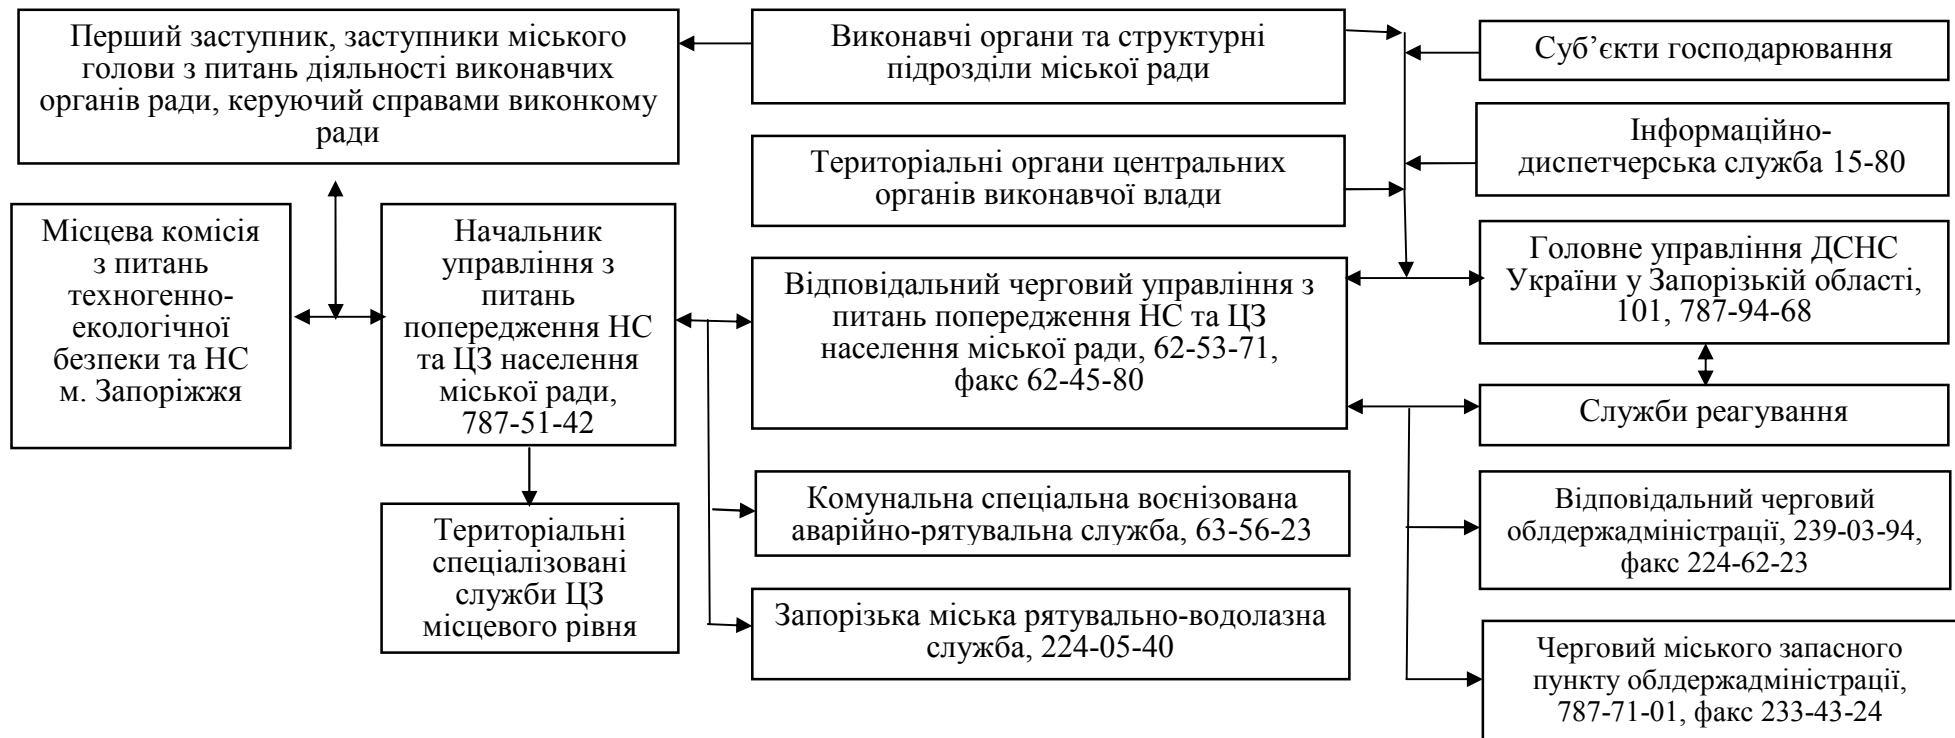 Перший заступник, заступники міського
голови з питань діяльності виконавчих
органів ради, керуючий справами виконкому
ради
Виконавчі органи та структурні
підрозділи міської ради
Суб’єкти господарювання
Інформаційно-
диспетчерська служба 15-80
Територіальні органи центральних
органів виконавчої влади
Місцева комісія
з питань
техногенно-
екологічної
безпеки та НС
м. Запоріжжя
Начальник
управління з
питань
попередження НС
та ЦЗ населення
міської ради,
787-51-42
Відповідальний черговий управління з
питань попередження НС та ЦЗ
населення міської ради, 62-53-71,
факс 62-45-80
Головне управління ДСНС
України у Запорізькій області,
101, 787-94-68
Служби реагування
Територіальні
спеціалізовані
служби ЦЗ
місцевого рівня
Комунальна спеціальна воєнізована
аварійно-рятувальна служба, 63-56-23
Запорізька міська рятувально-водолазна
служба, 224-05-40
Відповідальний черговий
облдержадміністрації, 239-03-94,
факс 224-62-23
Черговий міського запасного
пункту облдержадміністрації,
787-71-01, факс 233-43-24